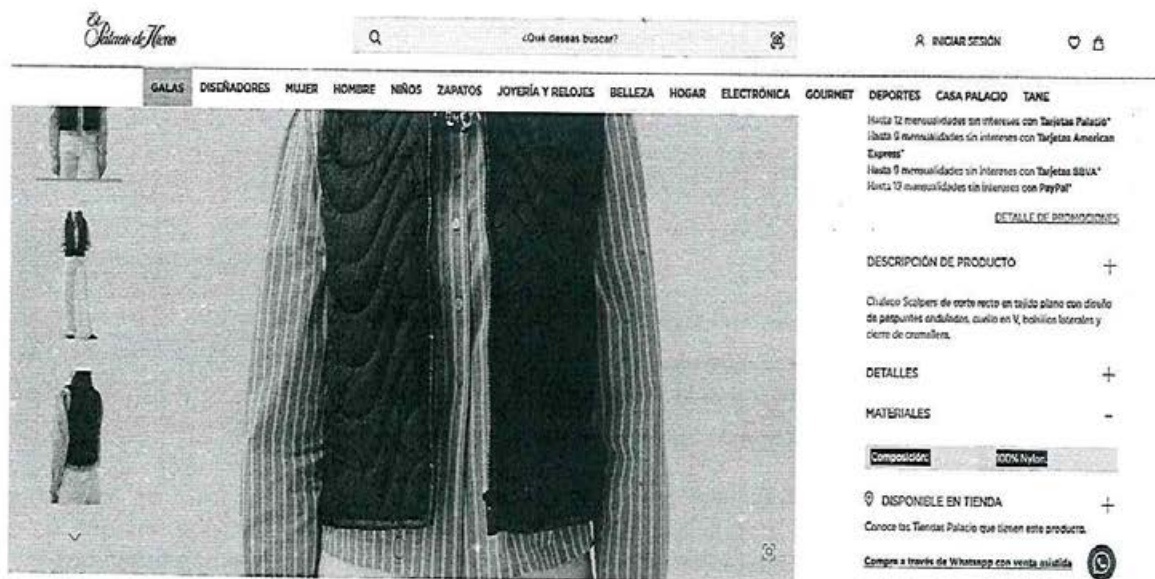 El
Palacio de Hierro
¿Qué deseas buscar?
INICIAR SESIÓN
GALAS DISEÑADORES MUJER HOMBRE NIÑOS ZAPATOS JOYERÍA Y RELOJES BELLEZA HOGAR ELECTRÓNICA GOURMET DEPORTES CASA PALACIO TANE
Hasta 12 mensualidades sin intereses con Tarjetas Palacio*
Hasta 9 mensualidades sin intereses con Tarjetas American
Express*
Hasta 9 mensualidades sin intereses con Tarjetas BBVA*
Hasta 13 mensualidades sin intereses con PayPal*
DETALLE DE PROMOCIONES
DESCRIPCIÓN DE PRODUCTO +
Chaleco Scalpers de corte recto en tejido plano con diseño
de pespuntes ondulados, cuello en V, bolsillos laterales y
cierre de cremallera.
DETALLES +
MATERIALES -
Composición: 100% Nylon.
DISPONIBLE EN TIENDA +
Conoce las Tiendas Palacio que tienen este producto.
Compra a través de Whatsapp con venta asistida